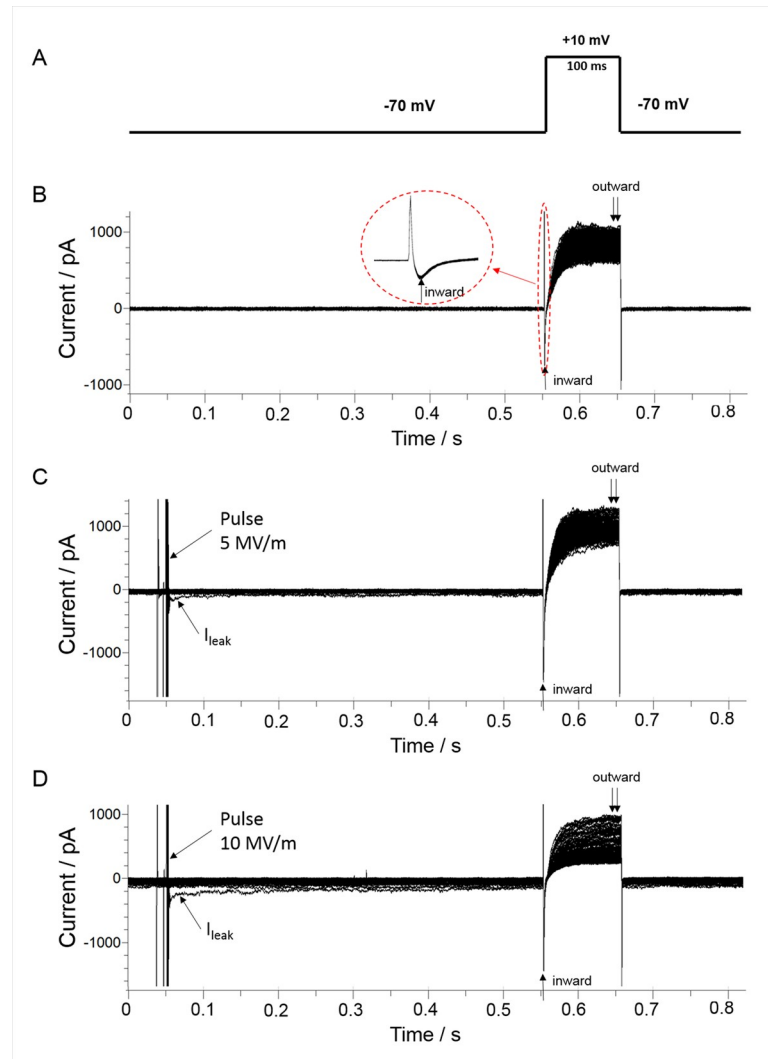 A
+10 mV
100 ms
-70 mV
-70 mV
B
outward
1000
0
-1000
Current / pA
inward
inward
0
0.1
0.2
0.3
0.4
0.5
0.6
0.7
0.8
Time / s
C
outward
1000
0
-1000
Current / pA
Pulse
5 MV/m
Ileak
inward
0
0.1
0.2
0.3
0.4
0.5
0.6
0.7
0.8
Time / s
D
outward
1000
0
-1000
Current / pA
Pulse
10 MV/m
Ileak
inward
0
0.1
0.2
0.3
0.4
0.5
0.6
0.7
0.8
Time / s